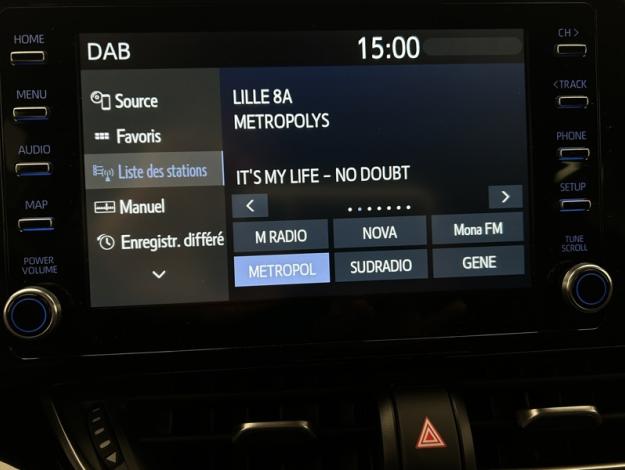 HOME
MENU
AUDIO
MAP
POWER
VOLUME
DAB
15:00
Source
Favoris
Liste des stations
Manuel
Enregistr. différé
LILLE 8A
METROPOLYS
IT'S MY LIFE - NO DOUBT
M RADIO
NOVA
Mona FM
METROPOL
SUDRADIO
GENE
CH >
< TRACK
PHONE
SETUP
TUNE
SCROLL